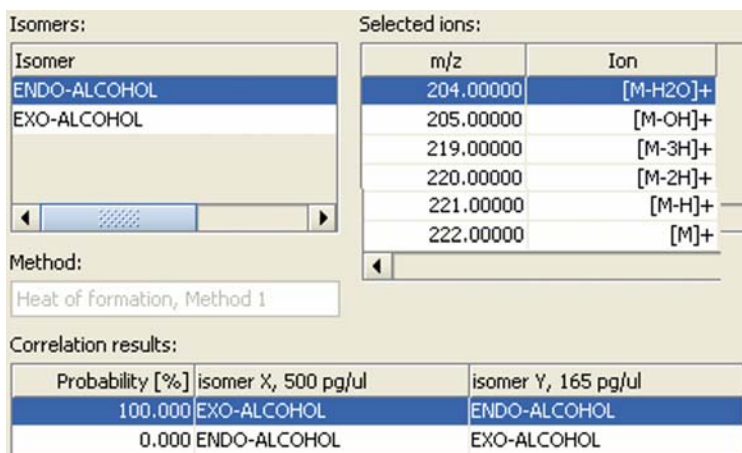 Isomers:
Isomer
ENDO-ALCOHOL
EXO-ALCOHOL
Selected ions:
m/z Ion
204.00000 [M-H2O]+
205.00000 [M-OH]+
219.00000 [M-3H]+
220.00000 [M-2H]+
221.00000 [M-H]+
222.00000 [M]+
Method:
Heat of formation, Method 1
Correlation results:
Probability [%] isomer X, 500 pg/ul isomer Y, 165 pg/ul
100.000 EXO-ALCOHOL ENDO-ALCOHOL
0.000 ENDO-ALCOHOL EXO-ALCOHOL